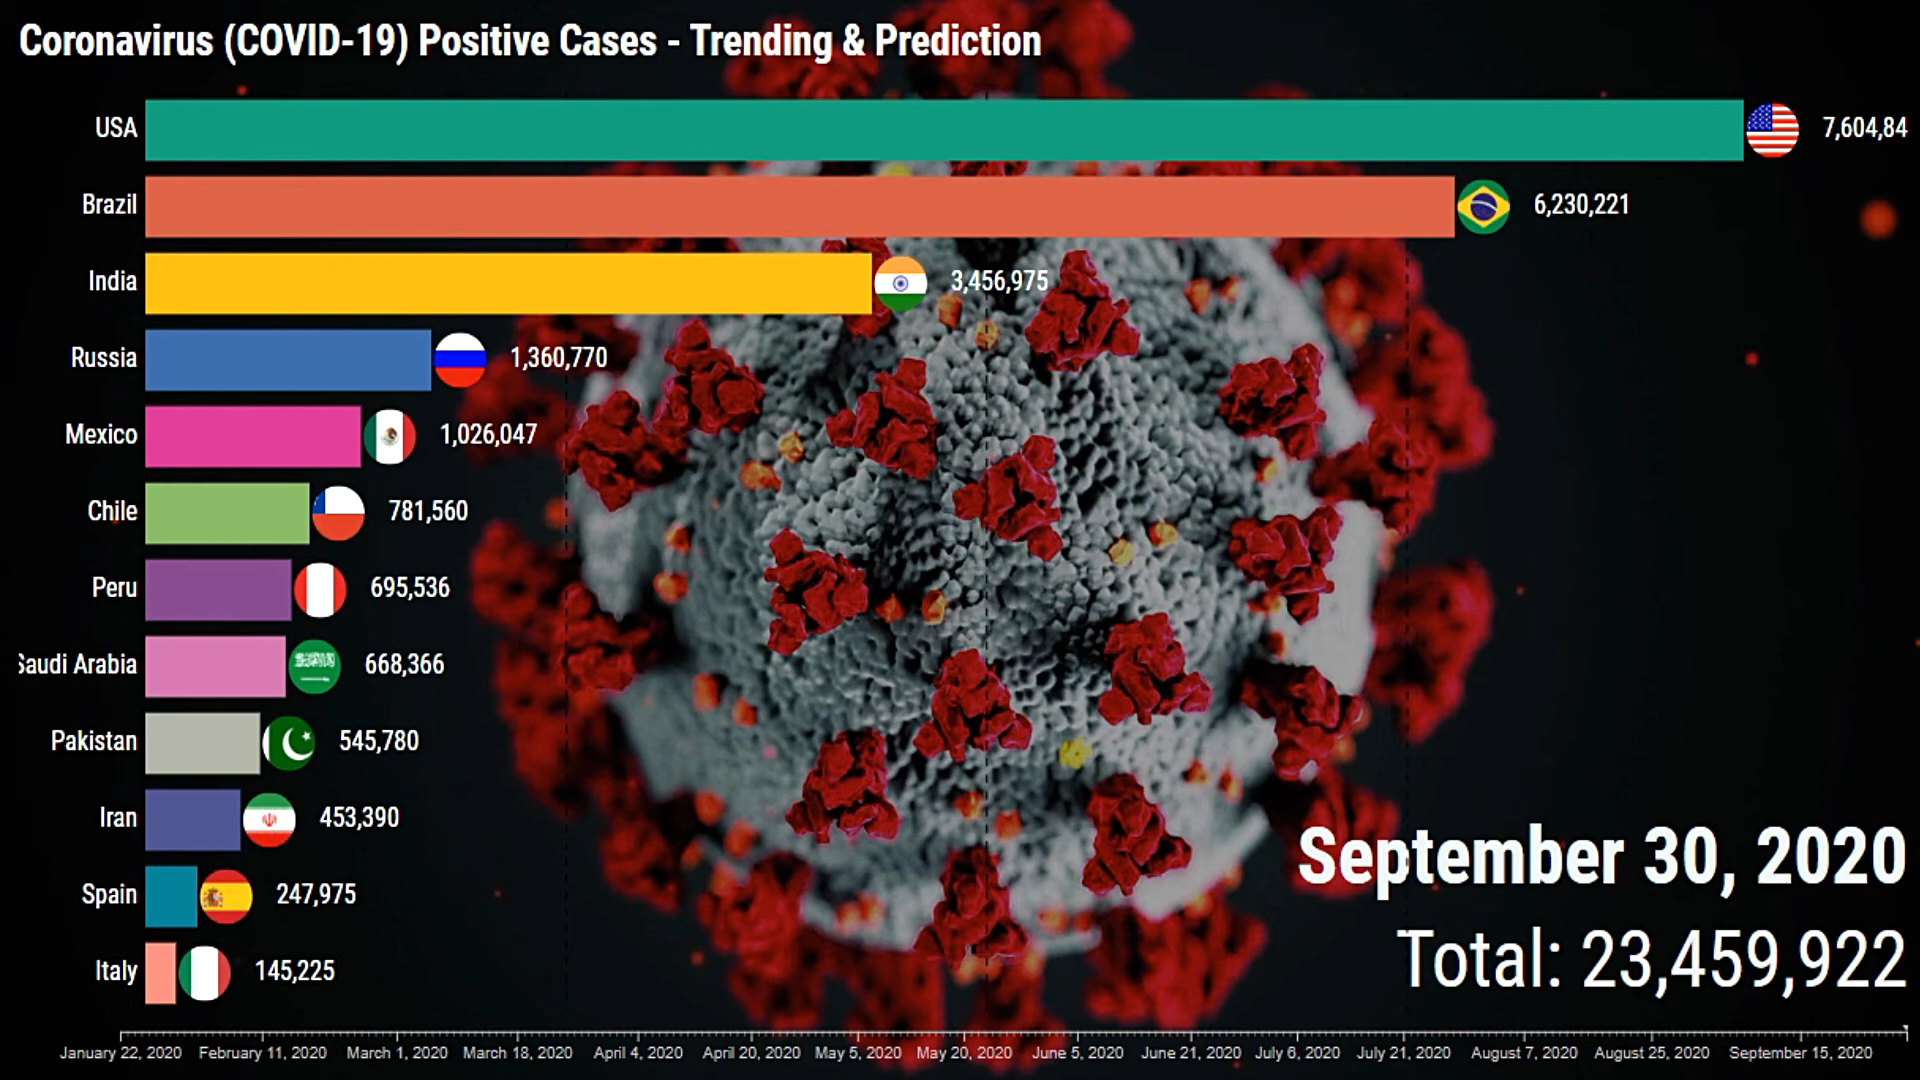 Coronavirus (COVID-19) Positive Cases - Trending & Prediction
USA 7,604,84
Brazil 6,230,221
India 3,456,975
Russia 1,360,770
Mexico 1,026,047
Chile 781,560
Peru 695,536
Saudi Arabia 668,366
Pakistan 545,780
Iran 453,390
Spain 247,975
Italy 145,225
September 30, 2020
Total: 23,459,922
January 22, 2020 February 11, 2020 March 1, 2020 March 18, 2020 April 4, 2020 April 20, 2020 May 5, 2020 May 20, 2020 June 5, 2020 June 21, 2020 July 6, 2020 July 21, 2020 August 7, 2020 August 25, 2020 September 15, 2020